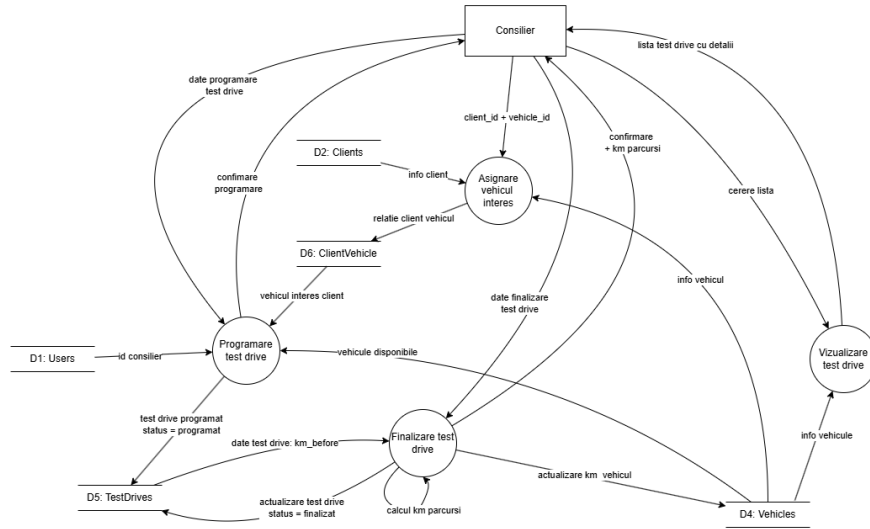 Consilier
lista test drive cu detalii
date programare
test drive
client_id + vehicle_id
confirmare
+ km parcursi
D2: Clients
info client
Asignare
vehicul
interes
confimare
programare
cerere lista
relatie client vehicul
D6: ClientVehicle
info vehicul
vehicul interes client
date finalizare
test drive
Programare
test drive
D1: Users
id consilier
vehicule disponibile
Vizualizare
test drive
test drive programat
status = programat
date test drive: km_before
Finalizare test
drive
info vehicule
actualizare km vehicul
D5: TestDrives
actualizare test drive
status = finalizat
calcul km parcursi
D4: Vehicles